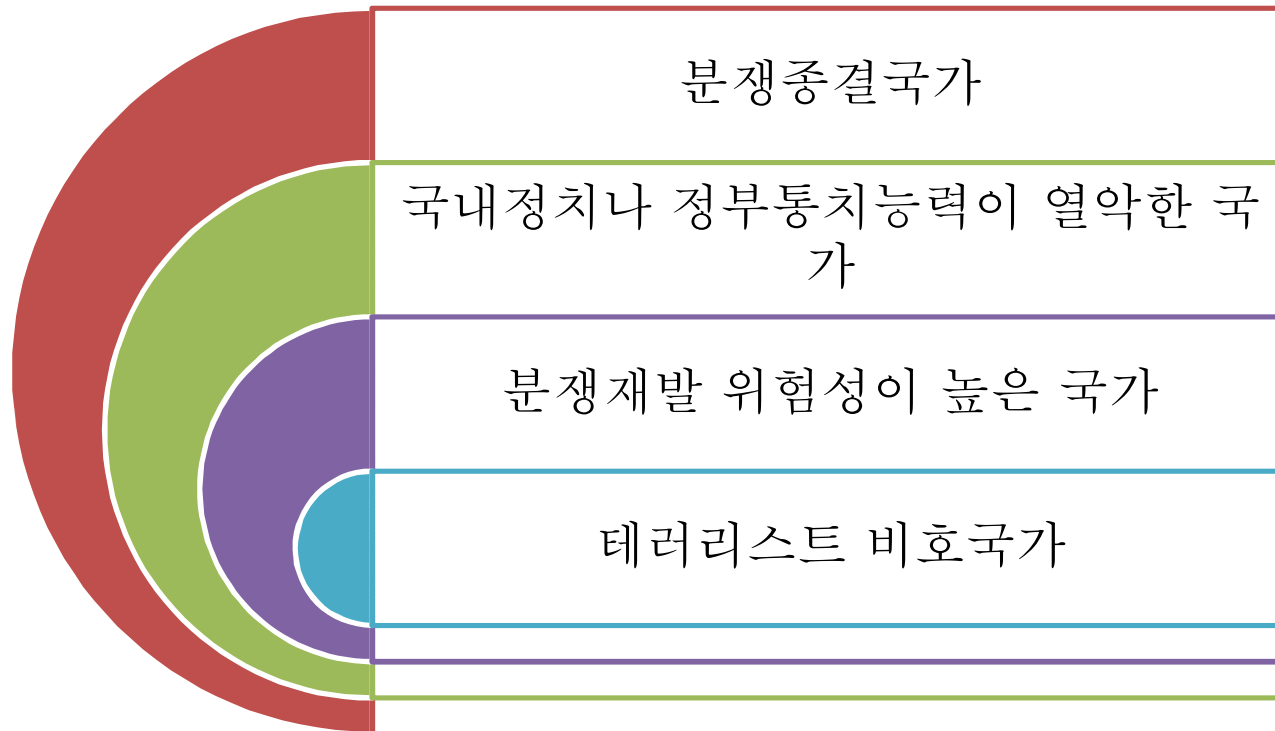 분쟁종결국가
국내정치나 정부통치능력이 열악한 국
가
분쟁재발 위험성이 높은 국가
테러리스트 비호국가